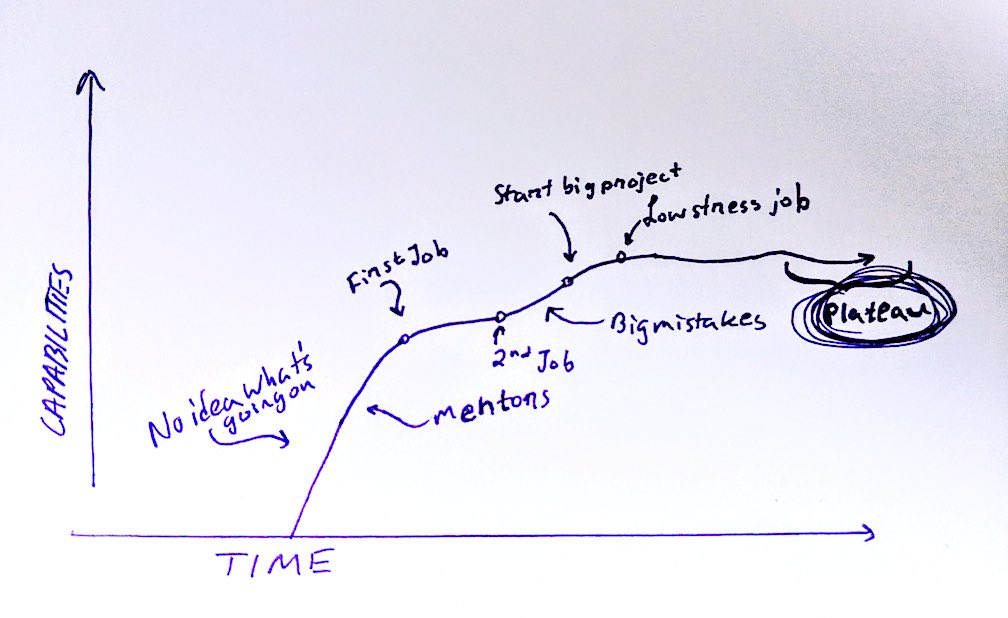 Start big project
Low stress job
First Job
CAPABILITIES
Big mistakes
Plateau
2nd Job
No idea what's
going on
mentors
TIME